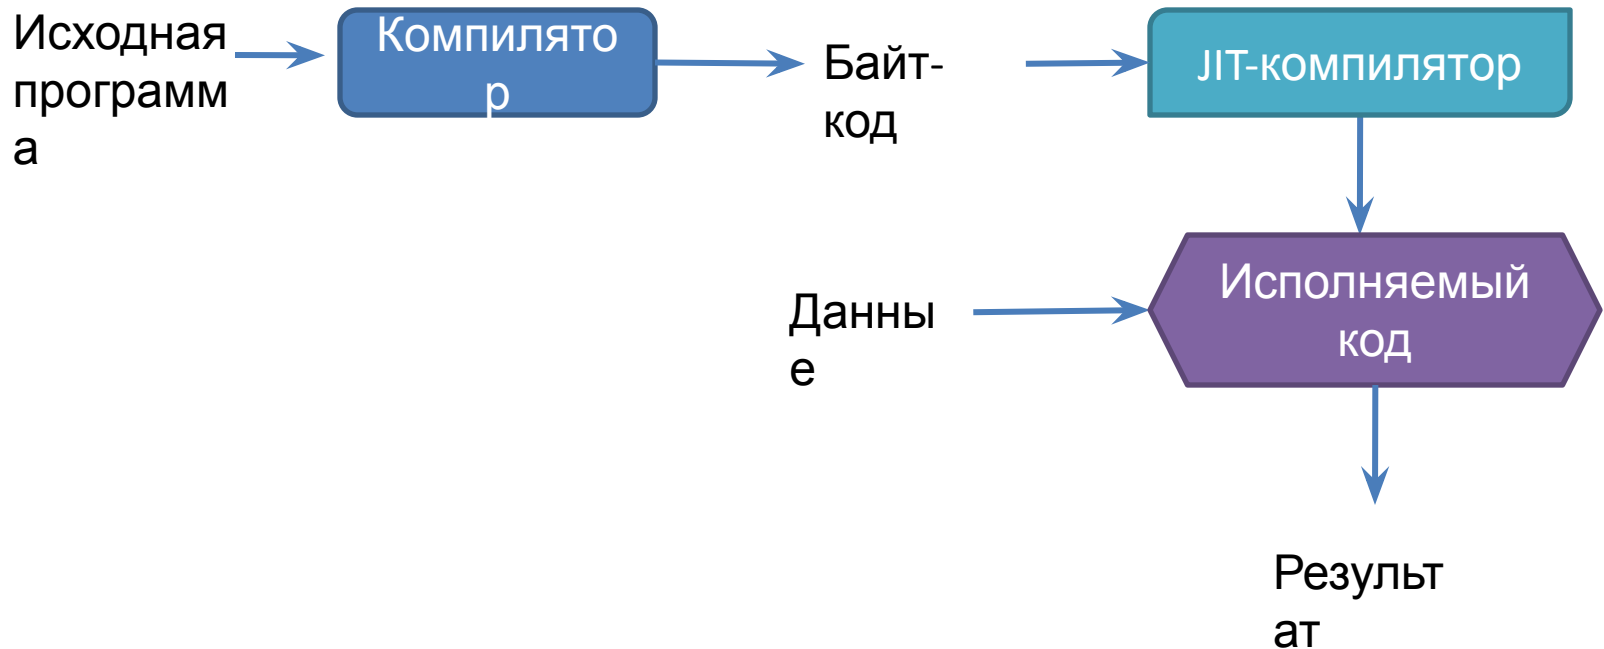 Исходная
программ
а
Компилято
р
Байт-
код
JIT-компилятор
Данны
е
Исполняемый
код
Результ
ат